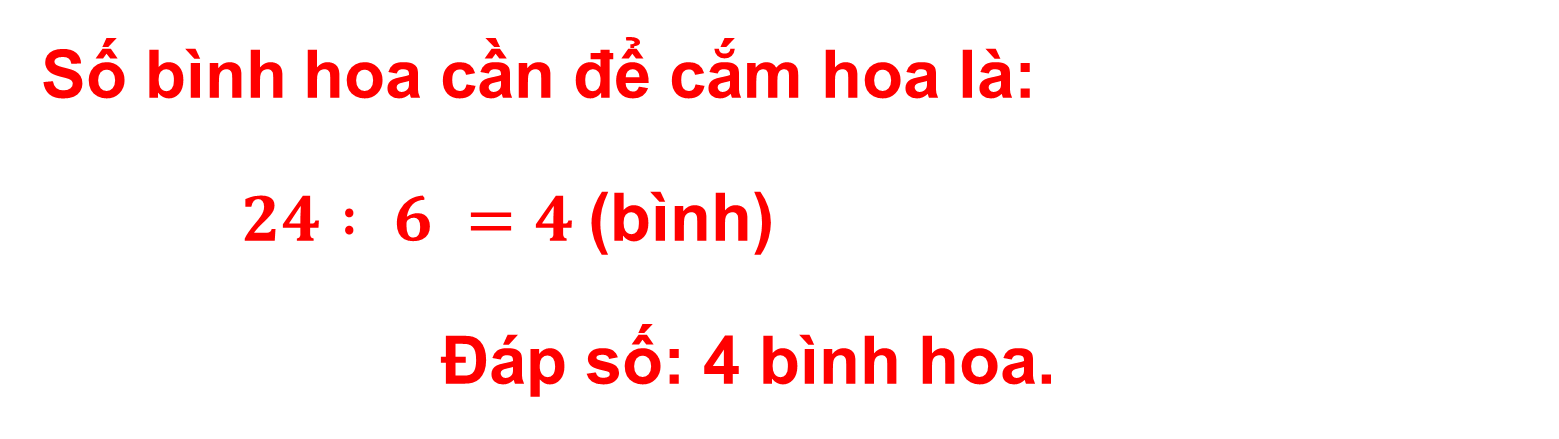 Số bình hoa cần để cắm hoa là:
24 : 6 = 4 (bình)
Đáp số: 4 bình hoa.